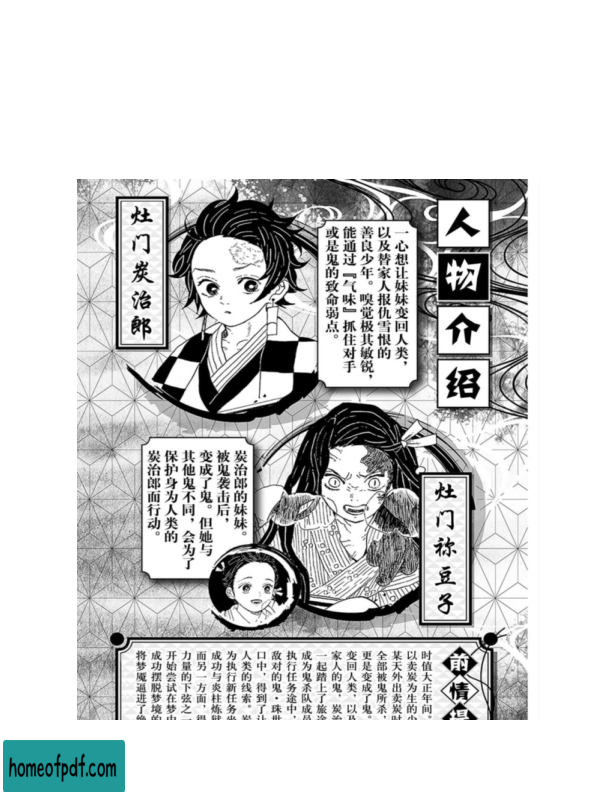 人物介绍
一心想让妹妹变回人类，
以及替家人报仇雪恨的
善良少年。嗅觉极其敏锐，
能通过『气味』抓住对手
或是鬼的致命弱点。
灶门炭治郎
灶门祢豆子
炭治郎的妹妹。
被鬼袭击后，
变成了鬼。但她与
其他鬼不同，会为了
保护身为人类的
炭治郎而行动。
前情提
时值大正年间。
以卖炭为生的少
某天外出卖炭时
全部被鬼所杀，
更是变成了鬼。
变回人类，以及
家人的鬼，炭治
一起踏上了旅途
成为鬼杀队成员
执行任务途中，
敌对的鬼·珠世
口中，得到了让
人类的线索。炭
为执行新任务坐
成功与炎柱炼狱
而另一方面，得
力量的下弦之一
开始尝试在梦中
成功摆脱梦境的
将梦魇逼进了绝
homeofpdf.com